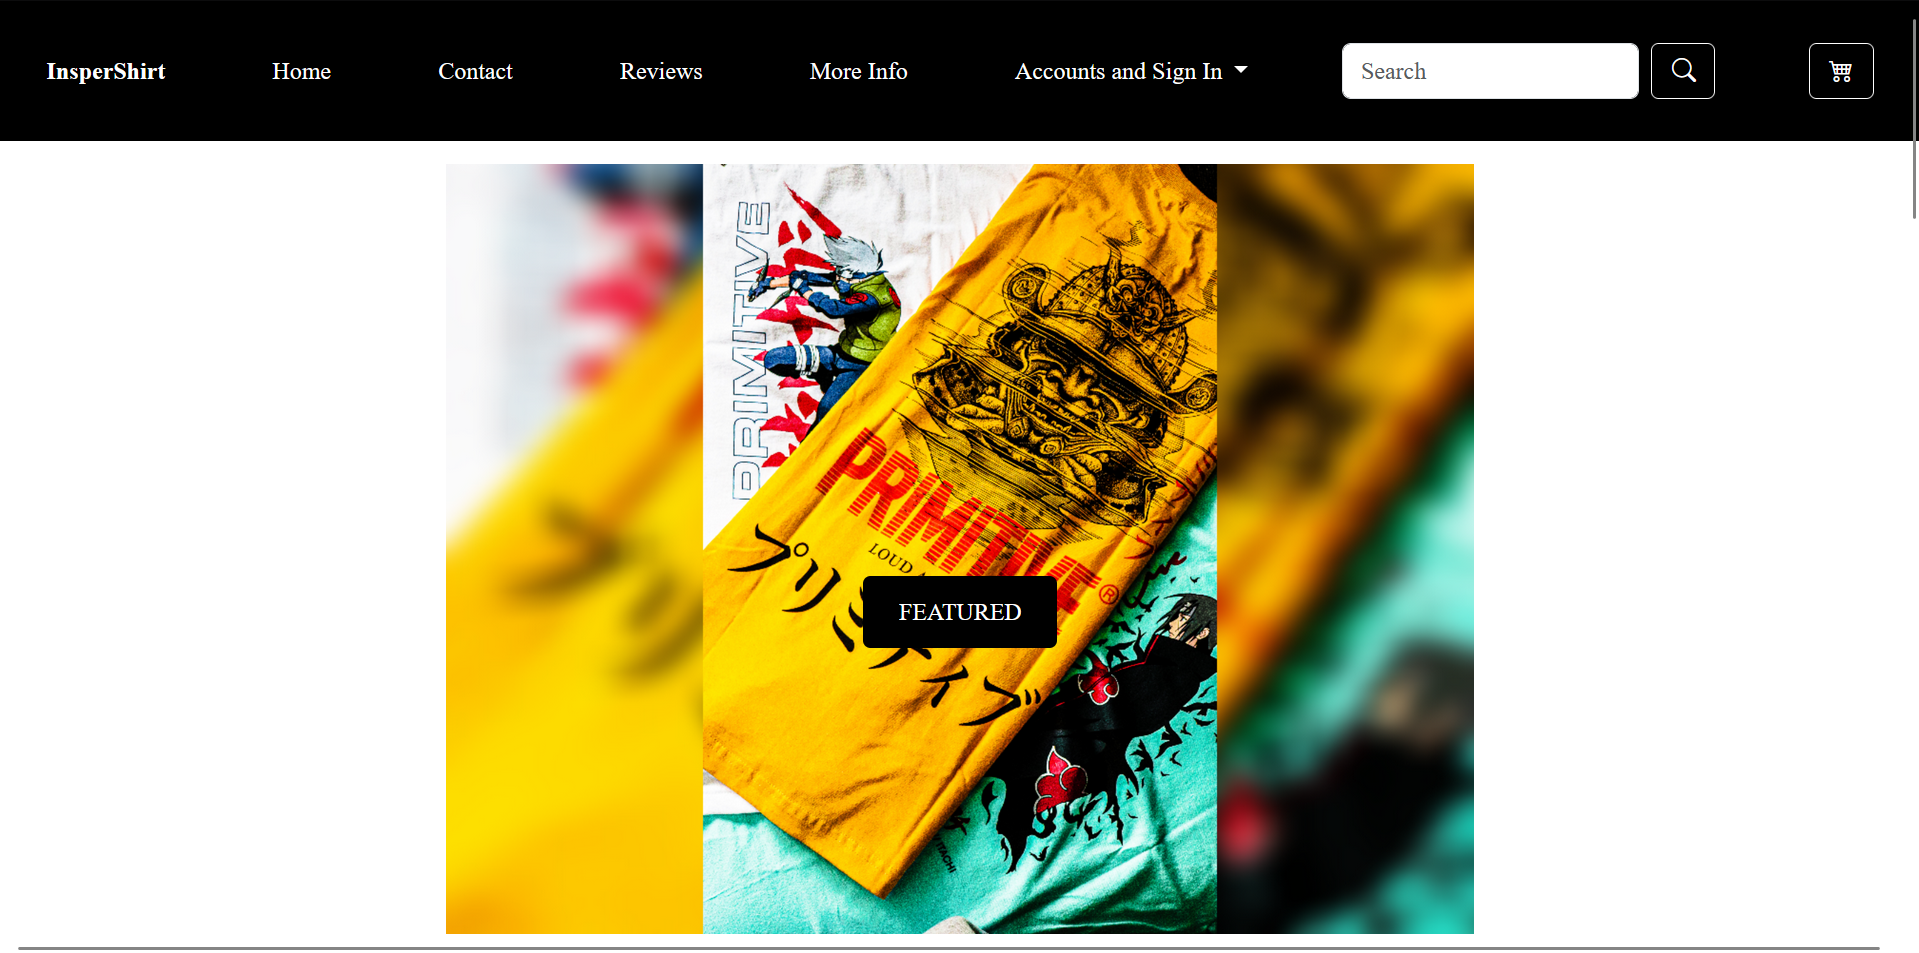 InsperShirt
Home
Contact
Reviews
More Info
Accounts and Sign In
Search
PRIMITIVE
PRIMITIVE®
LOUD
プリミティブ
FEATURED
ITACHI